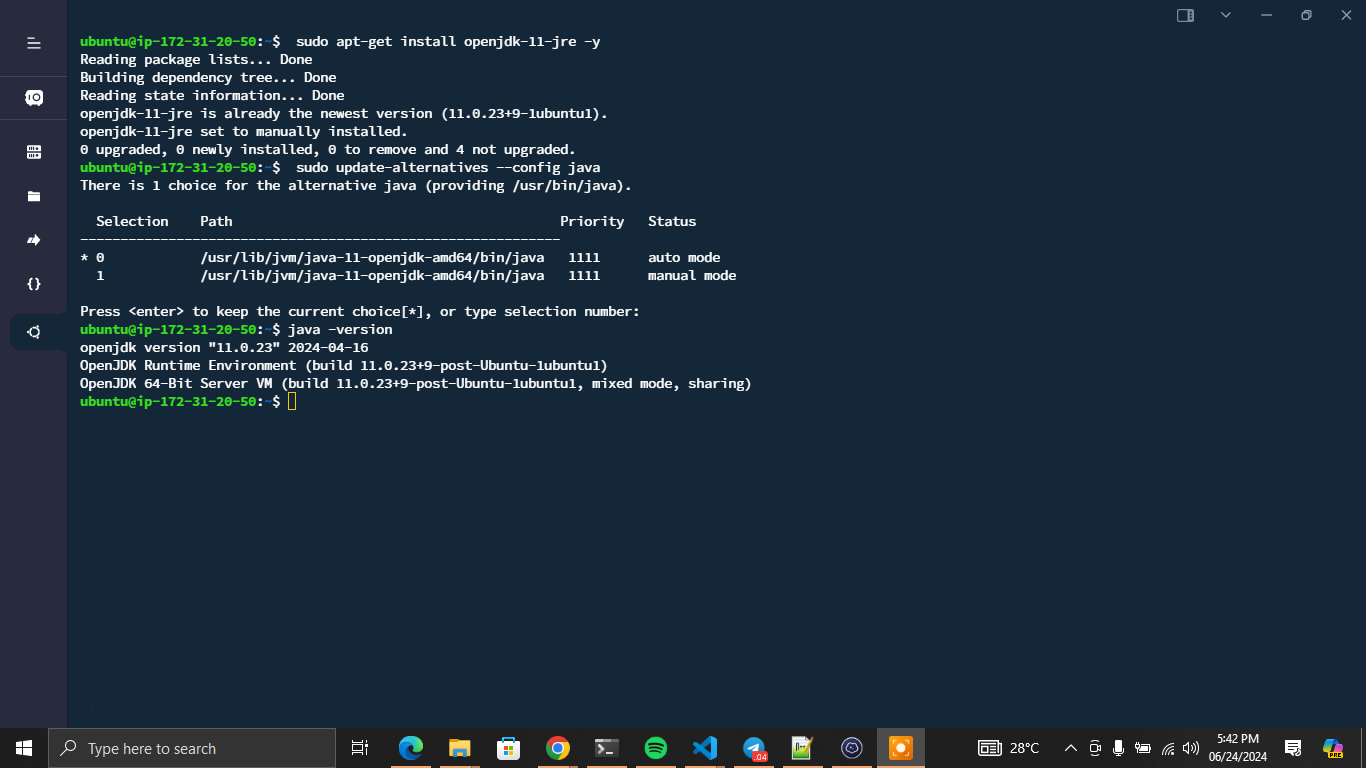 ubuntu@ip-172-31-20-50:~$  sudo apt-get install openjdk-11-jre -y
Reading package lists... Done
Building dependency tree... Done
Reading state information... Done
openjdk-11-jre is already the newest version (11.0.23+9-1ubuntu1).
openjdk-11-jre set to manually installed.
0 upgraded, 0 newly installed, 0 to remove and 4 not upgraded.
ubuntu@ip-172-31-20-50:~$  sudo update-alternatives --config java
There is 1 choice for the alternative java (providing /usr/bin/java).
  Selection    Path                                         Priority   Status
------------------------------------------------------------
* 0            /usr/lib/jvm/java-11-openjdk-amd64/bin/java   1111      auto mode
  1            /usr/lib/jvm/java-11-openjdk-amd64/bin/java   1111      manual mode
Press <enter> to keep the current choice[*], or type selection number:
ubuntu@ip-172-31-20-50:~$ java -version
openjdk version "11.0.23" 2024-04-16
OpenJDK Runtime Environment (build 11.0.23+9-post-Ubuntu-1ubuntu1)
OpenJDK 64-Bit Server VM (build 11.0.23+9-post-Ubuntu-1ubuntu1, mixed mode, sharing)
ubuntu@ip-172-31-20-50:~$
Type here to search
.04
28°C
5:42 PM
06/24/2024
PRE